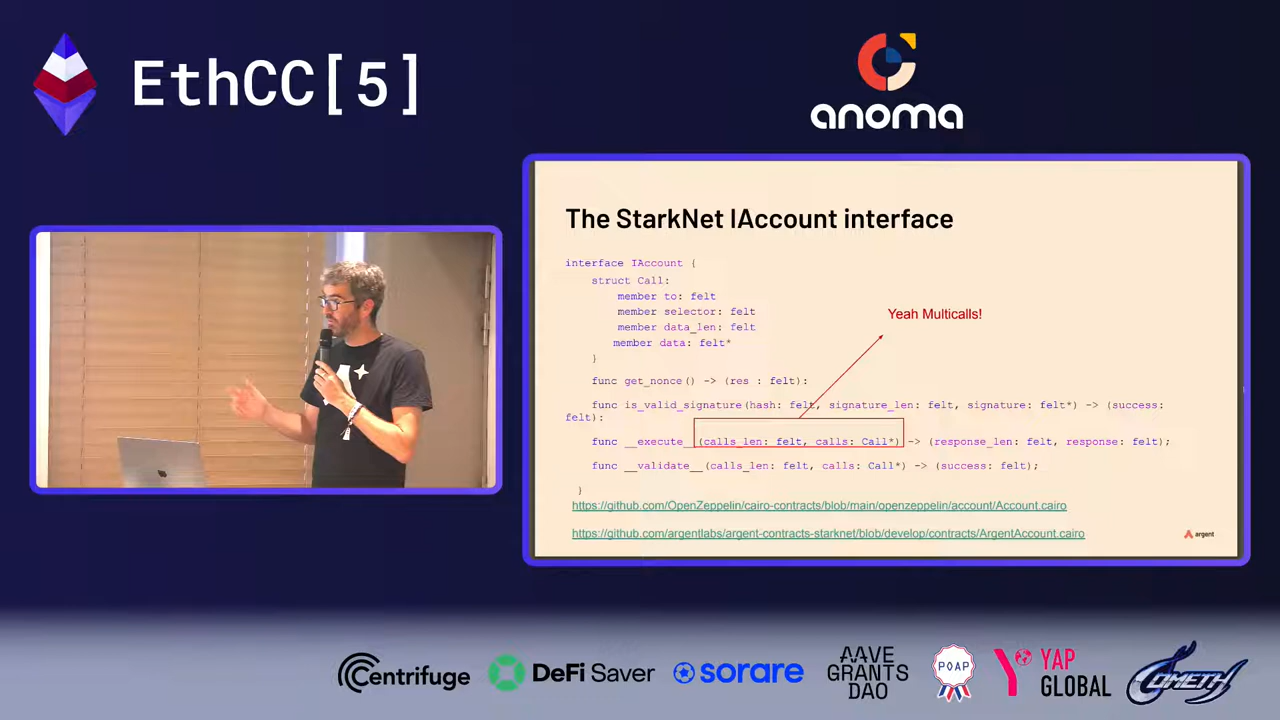 EthCC[5]
anoma
The StarkNet IAccount interface
interface IAccount {
struct Call:
member to: felt
member selector: felt
member data_len: felt
member data: felt*
}
Yeah Multicalls!
func get_nonce() -> (res : felt):
func is_valid_signature(hash: felt, signature_len: felt, signature: felt*) -> (success:
felt):
func __execute__(calls_len: felt, calls: Call*) -> (response_len: felt, response: felt);
func __validate__(calls_len: felt, calls: Call*) -> (success: felt);
}
https://github.com/OpenZeppelin/cairo-contracts/blob/main/openzeppelin/account/Account.cairo
https://github.com/argentlabs/argent-contracts-starknet/blob/develop/contracts/ArgentAccount.cairo
argent
Centrifuge
DeFi Saver
sorare
AAVE
GRANTS
DAO
POAP
YAP
GLOBAL
COMETH